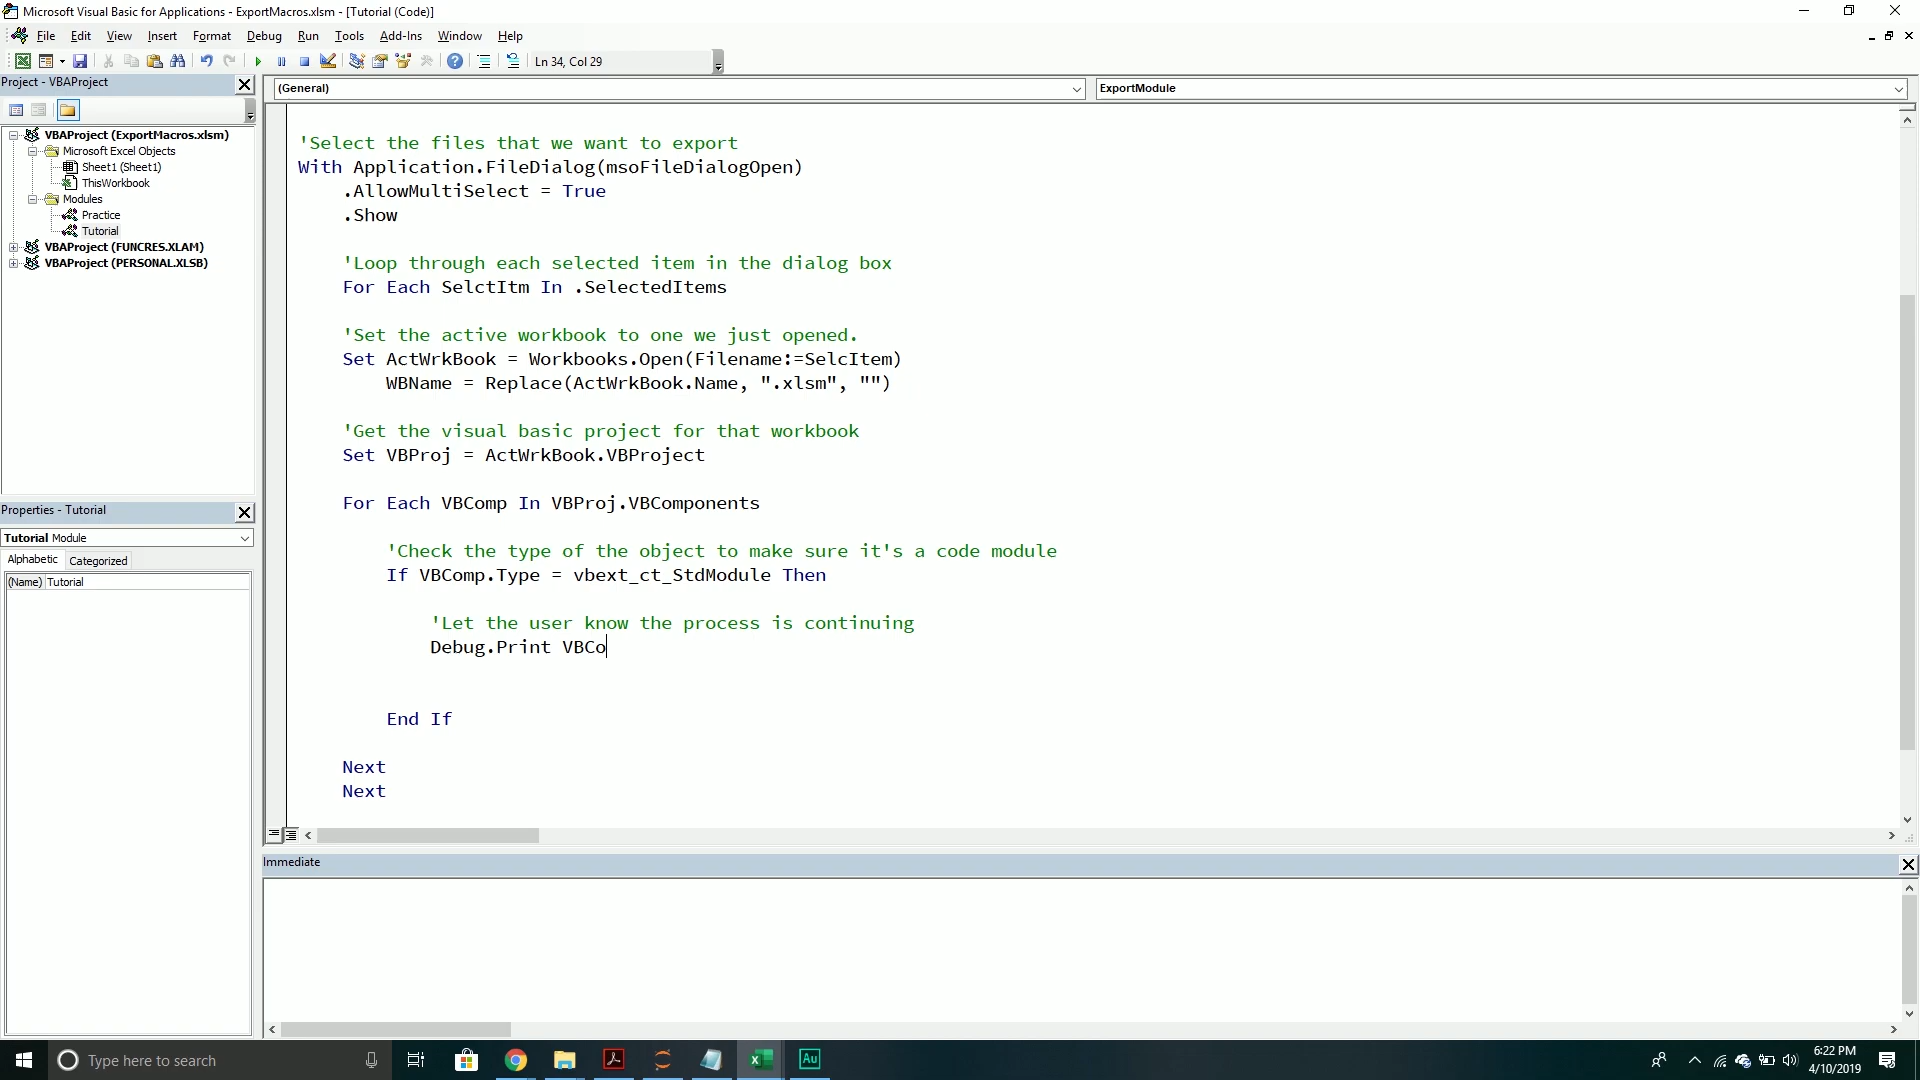 Microsoft Visual Basic for Applications - ExportMacros.xlsm - [Tutorial (Code)]
File Edit View Insert Format Debug Run Tools Add-Ins Window Help
Ln 34, Col 29
Project - VBAProject
(General)
ExportModule
VBAProject (ExportMacros.xlsm)
Microsoft Excel Objects
Sheet1 (Sheet1)
ThisWorkbook
Modules
Practice
Tutorial
VBAProject (FUNCRES.XLAM)
VBAProject (PERSONAL.XLSB)
Properties - Tutorial
Tutorial Module
Alphabetic Categorized
(Name) Tutorial
'Select the files that we want to export
With Application.FileDialog(msoFileDialogOpen)
.AllowMultiSelect = True
.Show
'Loop through each selected item in the dialog box
For Each SelctItm In .SelectedItems
'Set the active workbook to one we just opened.
Set ActWrkBook = Workbooks.Open(Filename:=SelcItem)
WBName = Replace(ActWrkBook.Name, ".xlsm", "")
'Get the visual basic project for that workbook
Set VBProj = ActWrkBook.VBProject
For Each VBComp In VBProj.VBComponents
'Check the type of the object to make sure it's a code module
If VBComp.Type = vbext_ct_StdModule Then
'Let the user know the process is continuing
Debug.Print VBCo
End If
Next
Next
Immediate
Type here to search
Au
6:22 PM
4/10/2019